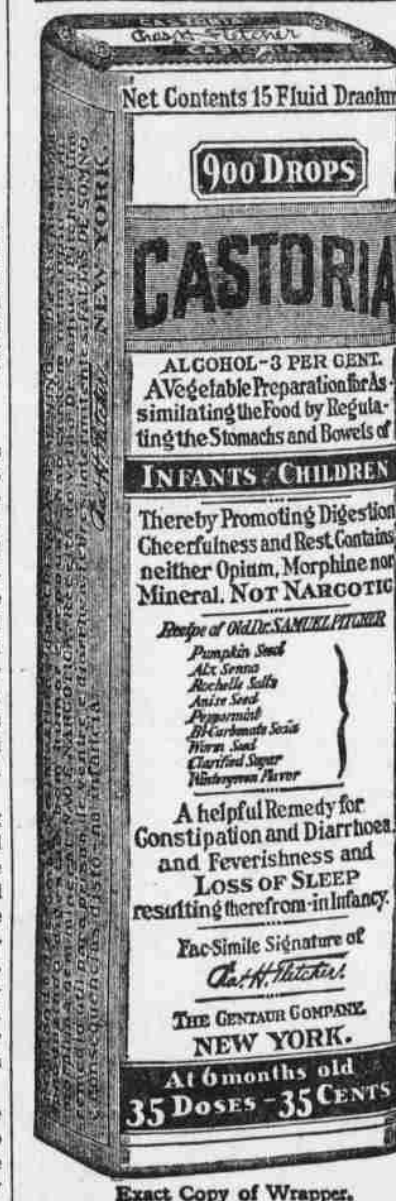 CASTORIA
Chas H. Fletcher
CASTORIA
Net Contents 15 Fluid Drachm
900 DROPS
CASTORIA
ALCOHOL-3 PER CENT.
A Vegetable Preparation for As-
similating the Food by Regula-
ting the Stomachs and Bowels of
INFANTS CHILDREN
Thereby Promoting Digestion
Cheerfulness and Rest. Contains
neither Opium, Morphine nor
Mineral. NOT NARCOTIC
Recipe of Old Dr. SAMUEL PITCHER
Pumpkin Seed
Alx Senna
Rochelle Salts
Anise Seed
Peppermint
Bi-Carbonate Soda
Worm Seed
Clarified Sugar
Wintergreen Flavor
A helpful Remedy for
Constipation and Diarrhoea,
and Feverishness and
LOSS OF SLEEP
resulting therefrom-in Infancy.
Fac-Simile Signature of
Chas. H. Fletcher.
THE CENTAUR COMPANY.
NEW YORK.
At 6 months old
35 DOSES - 35 CENTS
Chas. H. Fletcher. NEW YORK.
Exact Copy of Wrapper.